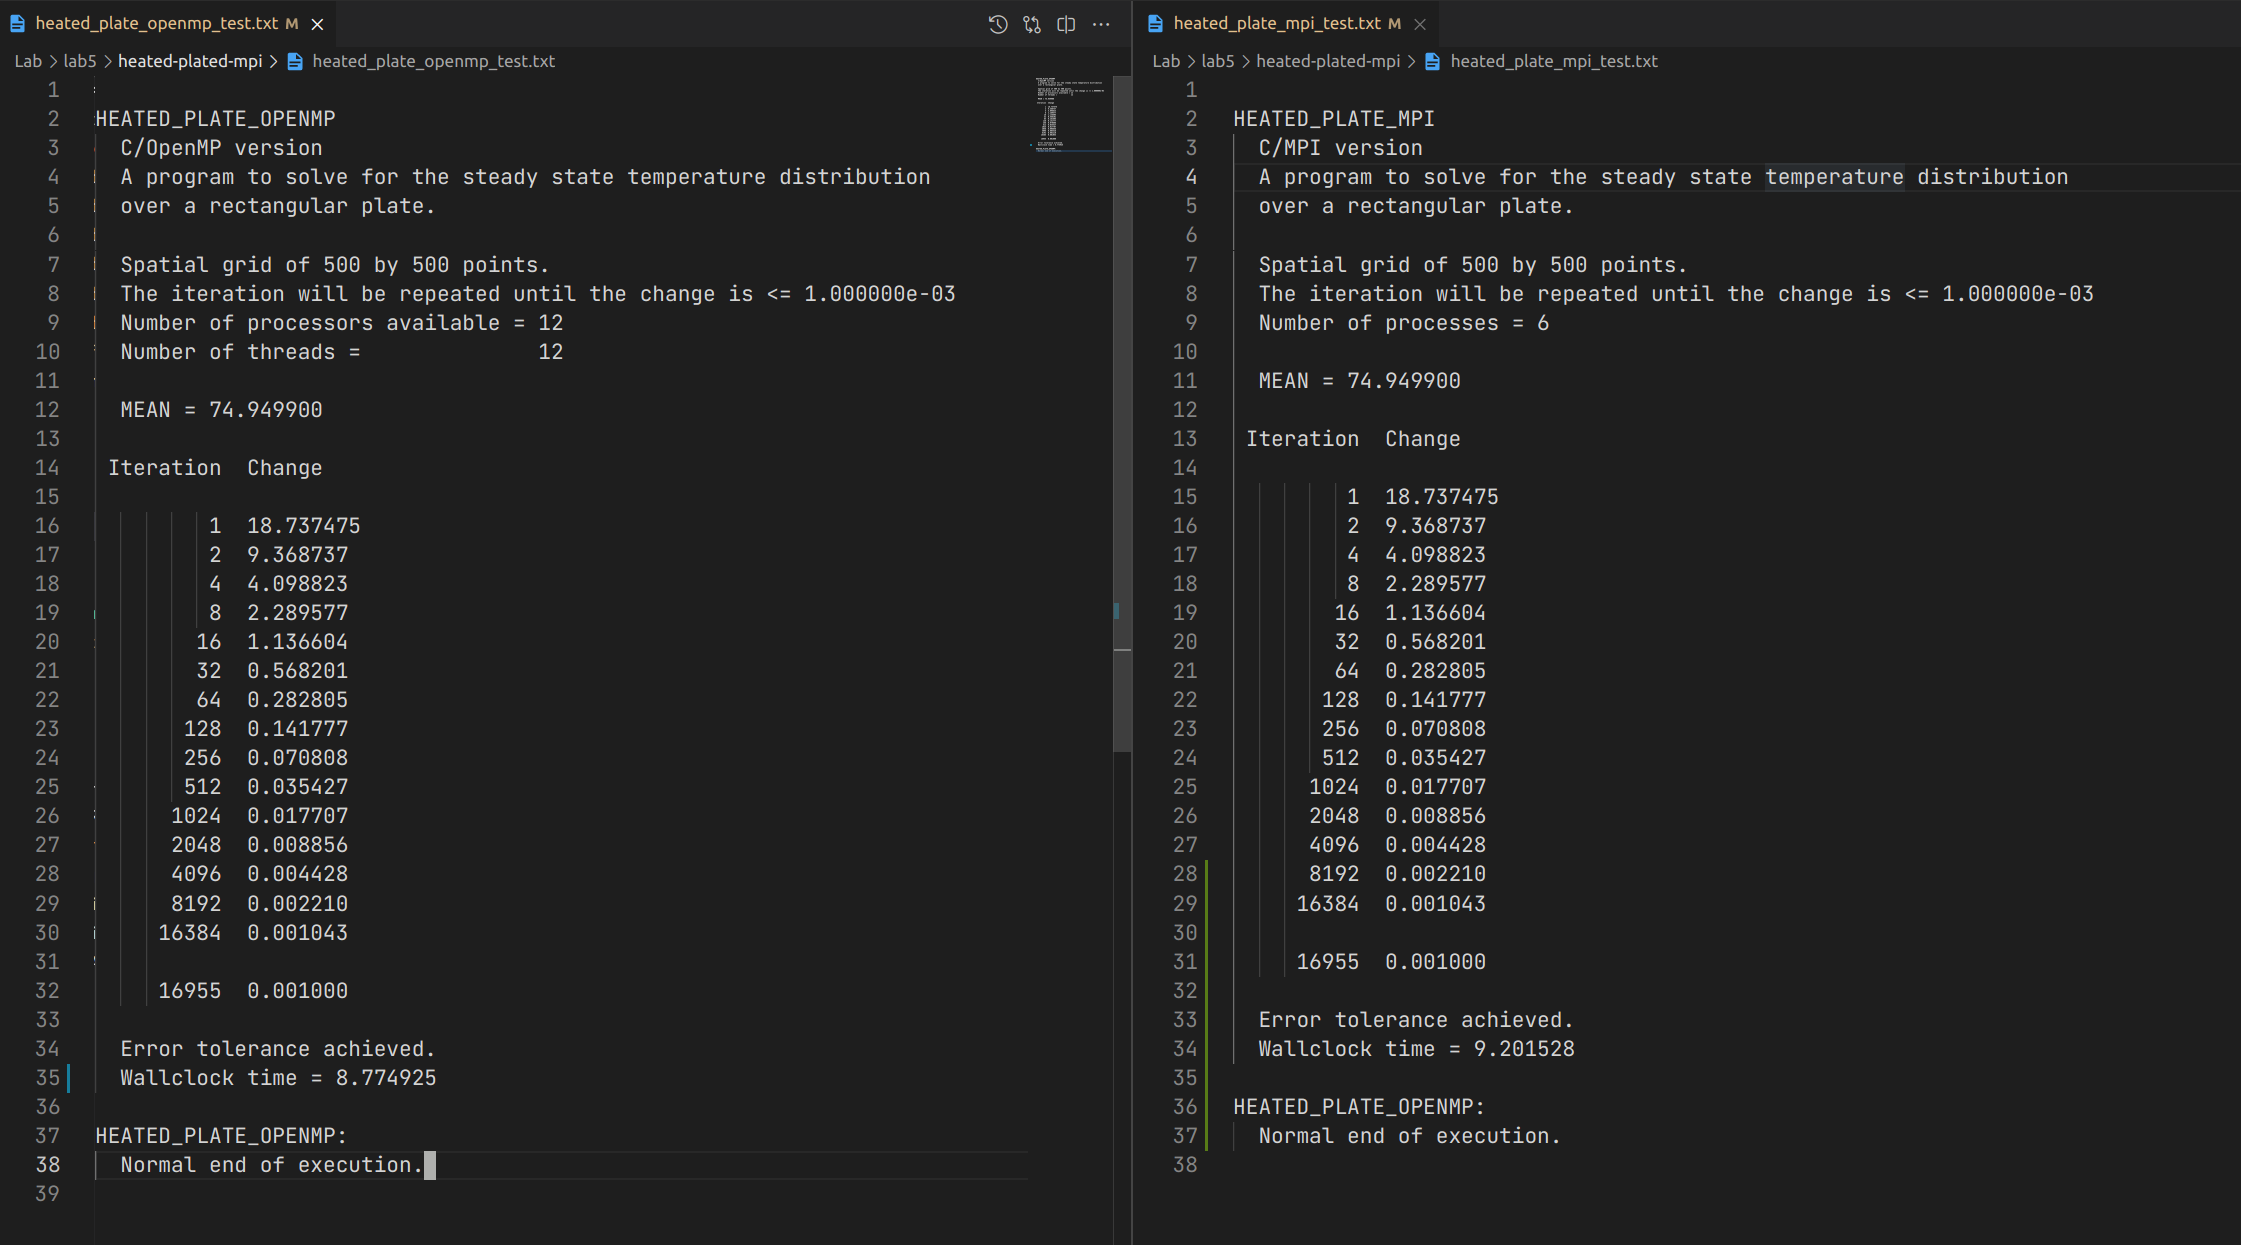 heated_plate_openmp_test.txt M
Lab > lab5 > heated-plated-mpi > heated_plate_openmp_test.txt
1
2 HEATED_PLATE_OPENMP
3 C/OpenMP version
4 A program to solve for the steady state temperature distribution
5 over a rectangular plate.
6
7 Spatial grid of 500 by 500 points.
8 The iteration will be repeated until the change is <= 1.000000e-03
9 Number of processors available = 12
10 Number of threads = 12
11
12 MEAN = 74.949900
13
14 Iteration Change
15
16 1 18.737475
17 2 9.368737
18 4 4.098823
19 8 2.289577
20 16 1.136604
21 32 0.568201
22 64 0.282805
23 128 0.141777
24 256 0.070808
25 512 0.035427
26 1024 0.017707
27 2048 0.008856
28 4096 0.004428
29 8192 0.002210
30 16384 0.001043
31
32 16955 0.001000
33
34 Error tolerance achieved.
35 Wallclock time = 8.774925
36
37 HEATED_PLATE_OPENMP:
38 Normal end of execution.
39
heated_plate_mpi_test.txt M
Lab > lab5 > heated-plated-mpi > heated_plate_mpi_test.txt
1
2 HEATED_PLATE_MPI
3 C/MPI version
4 A program to solve for the steady state temperature distribution
5 over a rectangular plate.
6
7 Spatial grid of 500 by 500 points.
8 The iteration will be repeated until the change is <= 1.000000e-03
9 Number of processes = 6
10
11 MEAN = 74.949900
12
13 Iteration Change
14
15 1 18.737475
16 2 9.368737
17 4 4.098823
18 8 2.289577
19 16 1.136604
20 32 0.568201
21 64 0.282805
22 128 0.141777
23 256 0.070808
24 512 0.035427
25 1024 0.017707
26 2048 0.008856
27 4096 0.004428
28 8192 0.002210
29 16384 0.001043
30
31 16955 0.001000
32
33 Error tolerance achieved.
34 Wallclock time = 9.201528
35
36 HEATED_PLATE_OPENMP:
37 Normal end of execution.
38